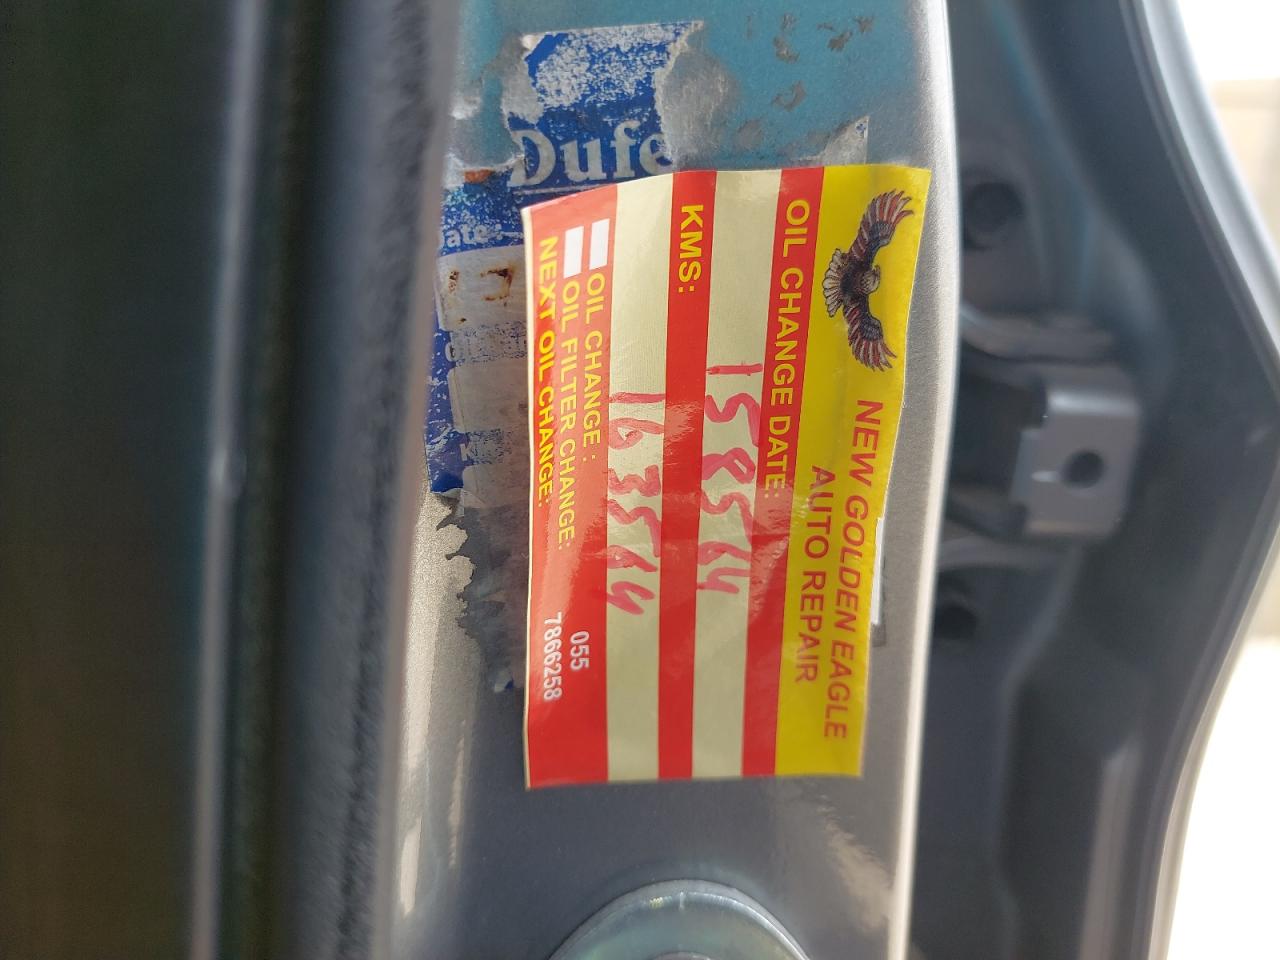 Dufe
ate:
NEW GOLDEN EAGLE
AUTO REPAIR
OIL CHANGE DATE:
158564
KMS:
163564
OIL CHANGE :
OIL FILTER CHANGE:
NEXT OIL CHANGE:
055
7866258